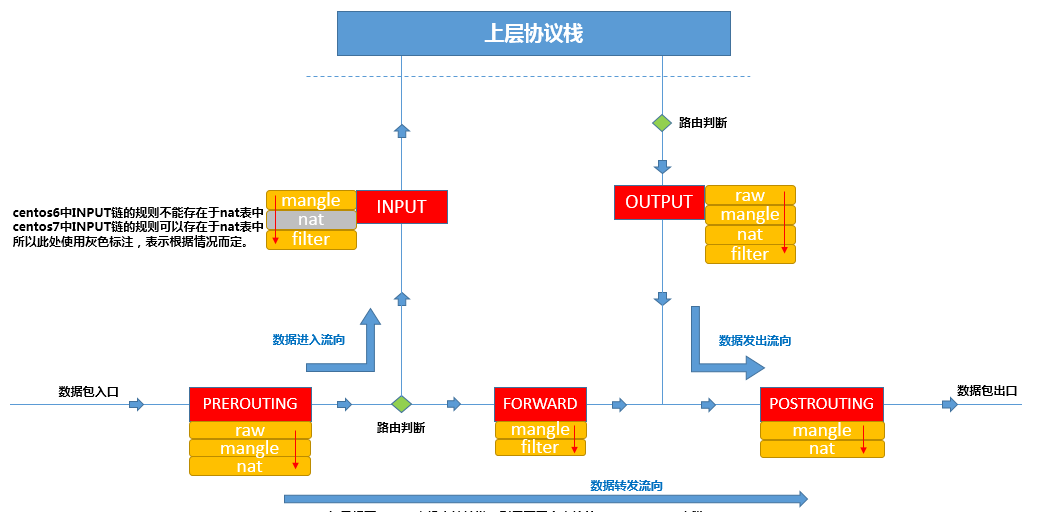 上层协议栈
路由判断
centos6中INPUT链的规则不能存在于nat表中
centos7中INPUT链的规则可以存在于nat表中
所以此处使用灰色标注，表示根据情况而定。
mangle
nat
filter
INPUT
OUTPUT
raw
mangle
nat
filter
数据进入流向
数据发出流向
数据包入口
PREROUTING
raw
mangle
nat
路由判断
FORWARD
mangle
filter
POSTROUTING
mangle
nat
数据包出口
数据转发流向